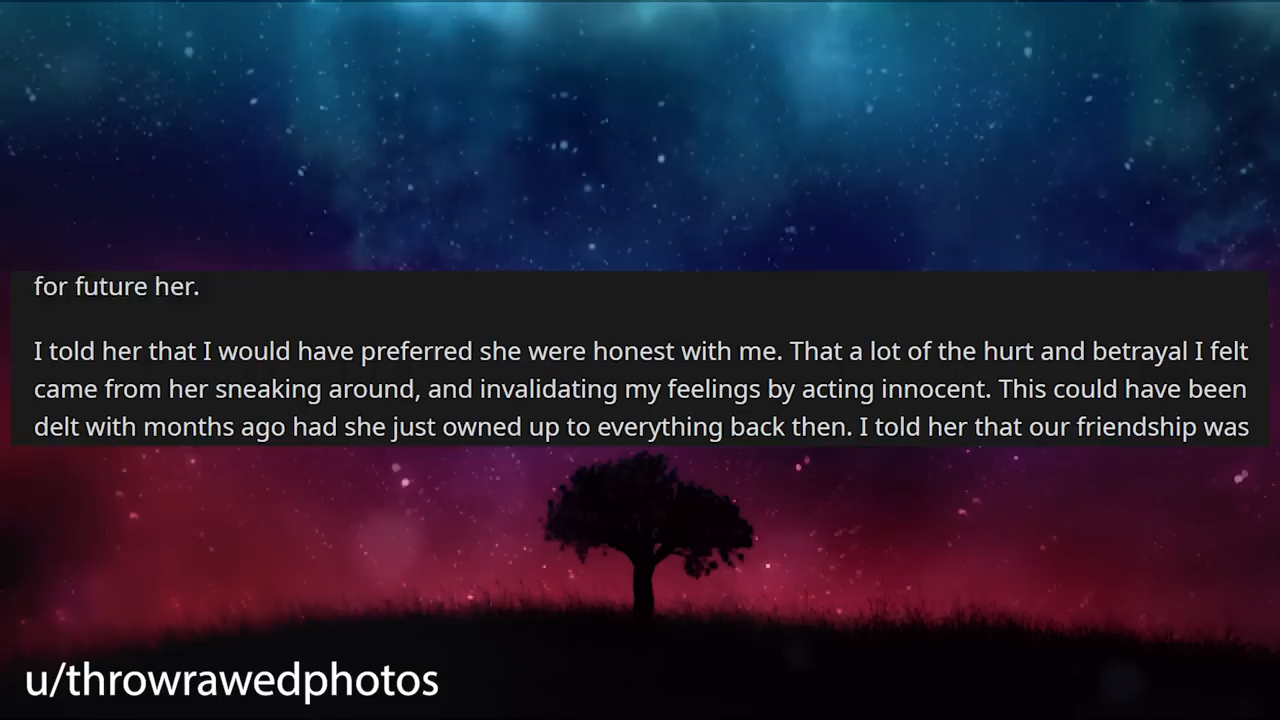 for future her.
I told her that I would have preferred she were honest with me. That a lot of the hurt and betrayal I felt
came from her sneaking around, and invalidating my feelings by acting innocent. This could have been
delt with months ago had she just owned up to everything back then. I told her that our friendship was
u/throwrawedphotos